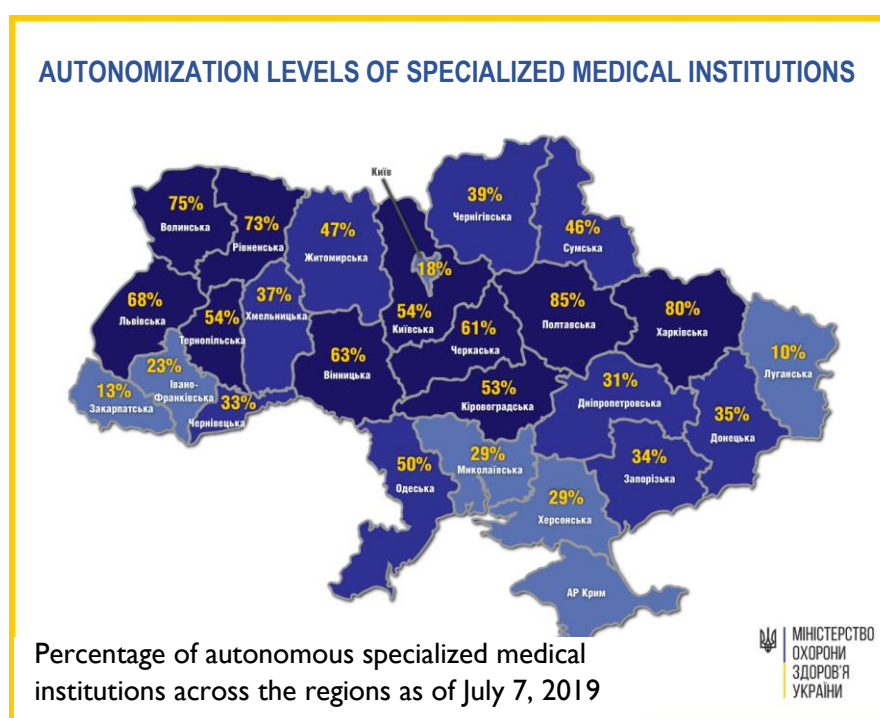 AUTONOMIZATION LEVELS OF SPECIALIZED MEDICAL INSTITUTIONS
Київ
75%
Волинська
73%
Рівненська
47%
Житомирська
39%
Чернігівська
46%
Сумська
18%
68%
Львівська
54%
Тернопільська
37%
Хмельницька
54%
Київська
61%
Черкаська
85%
Полтавська
80%
Харківська
10%
Луганська
63%
Вінницька
23%
Івано-
Франківська
13%
Закарпатська
33%
Чернівецька
53%
Кіровоградська
31%
Дніпропетровська
35%
Донецька
50%
Одеська
29%
Миколаївська
34%
Запорізька
29%
Херсонська
АР Крим
Percentage of autonomous specialized medical
institutions across the regions as of July 7, 2019
МІНІСТЕРСТВО
ОХОРОНИ
ЗДОРОВ'Я
УКРАЇНИ